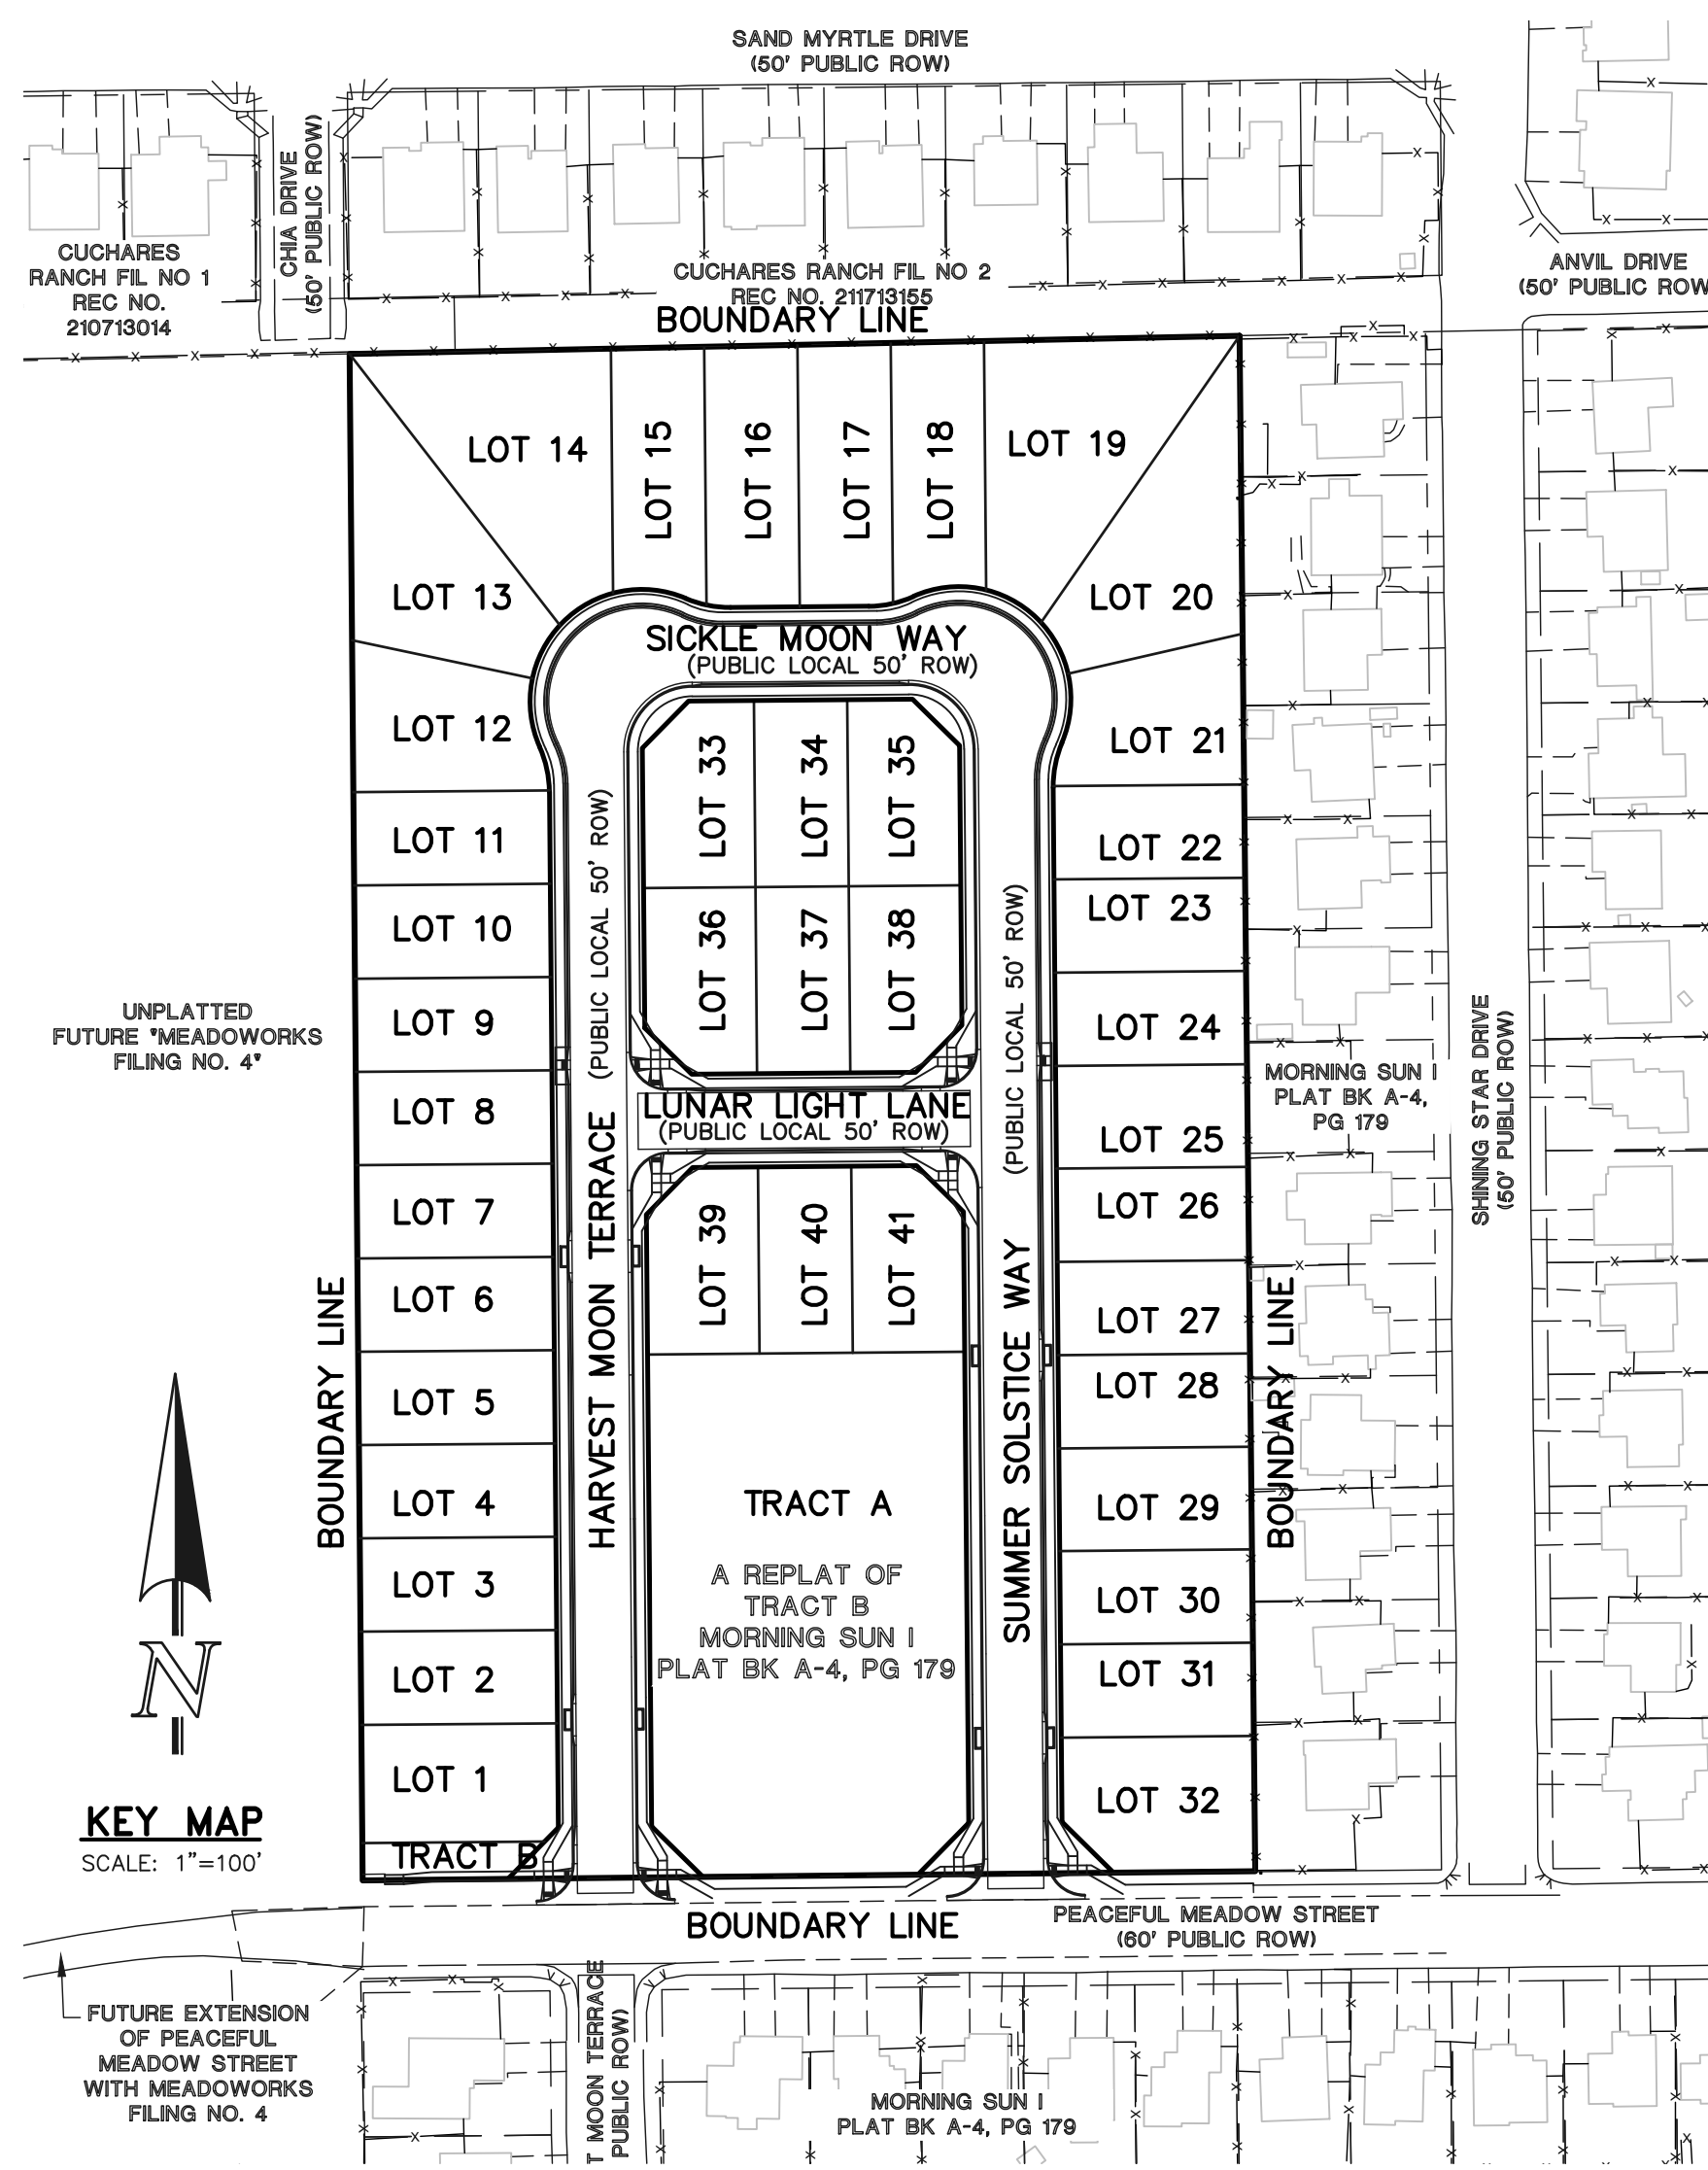 SAND MYRTLE DRIVE
(50' PUBLIC ROW)
CHIA DRIVE
(50' PUBLIC ROW)
CUCHARES
RANCH FIL NO 1
REC NO.
210713014
CUCHARES RANCH FIL NO 2
REC NO. 211713155
BOUNDARY LINE
ANVIL DRIVE
(50' PUBLIC ROW
LOT 14
LOT 15
LOT 16
LOT 17
LOT 18
LOT 19
LOT 13
LOT 20
SICKLE MOON WAY
(PUBLIC LOCAL 50' ROW)
LOT 12
LOT 21
LOT 33
LOT 34
LOT 35
LOT 11
LOT 22
LOT 10
LOT 23
LOT 36
LOT 37
LOT 38
LOT 9
LOT 24
UNPLATTED
FUTURE "MEADOWORKS
FILING NO. 4"
HARVEST MOON TERRACE (PUBLIC LOCAL 50' ROW)
SUMMER SOLSTICE WAY (PUBLIC LOCAL 50' ROW)
MORNING SUN I
PLAT BK A-4,
PG 179
SHINING STAR DRIVE
(50' PUBLIC ROW)
LUNAR LIGHT LANE
(PUBLIC LOCAL 50' ROW)
LOT 8
LOT 25
LOT 7
LOT 26
LOT 39
LOT 40
LOT 41
LOT 6
LOT 27
BOUNDARY LINE
BOUNDARY LINE
LOT 5
LOT 28
LOT 4
TRACT A
LOT 29
A REPLAT OF
TRACT B
MORNING SUN I
PLAT BK A-4, PG 179
LOT 3
LOT 30
LOT 2
LOT 31
N
LOT 1
LOT 32
KEY MAP
SCALE: 1"=100'
TRACT B
BOUNDARY LINE
PEACEFUL MEADOW STREET
(60' PUBLIC ROW)
FUTURE EXTENSION
OF PEACEFUL
MEADOW STREET
WITH MEADOWORKS
FILING NO. 4
T MOON TERRACE
PUBLIC ROW)
MORNING SUN I
PLAT BK A-4, PG 179